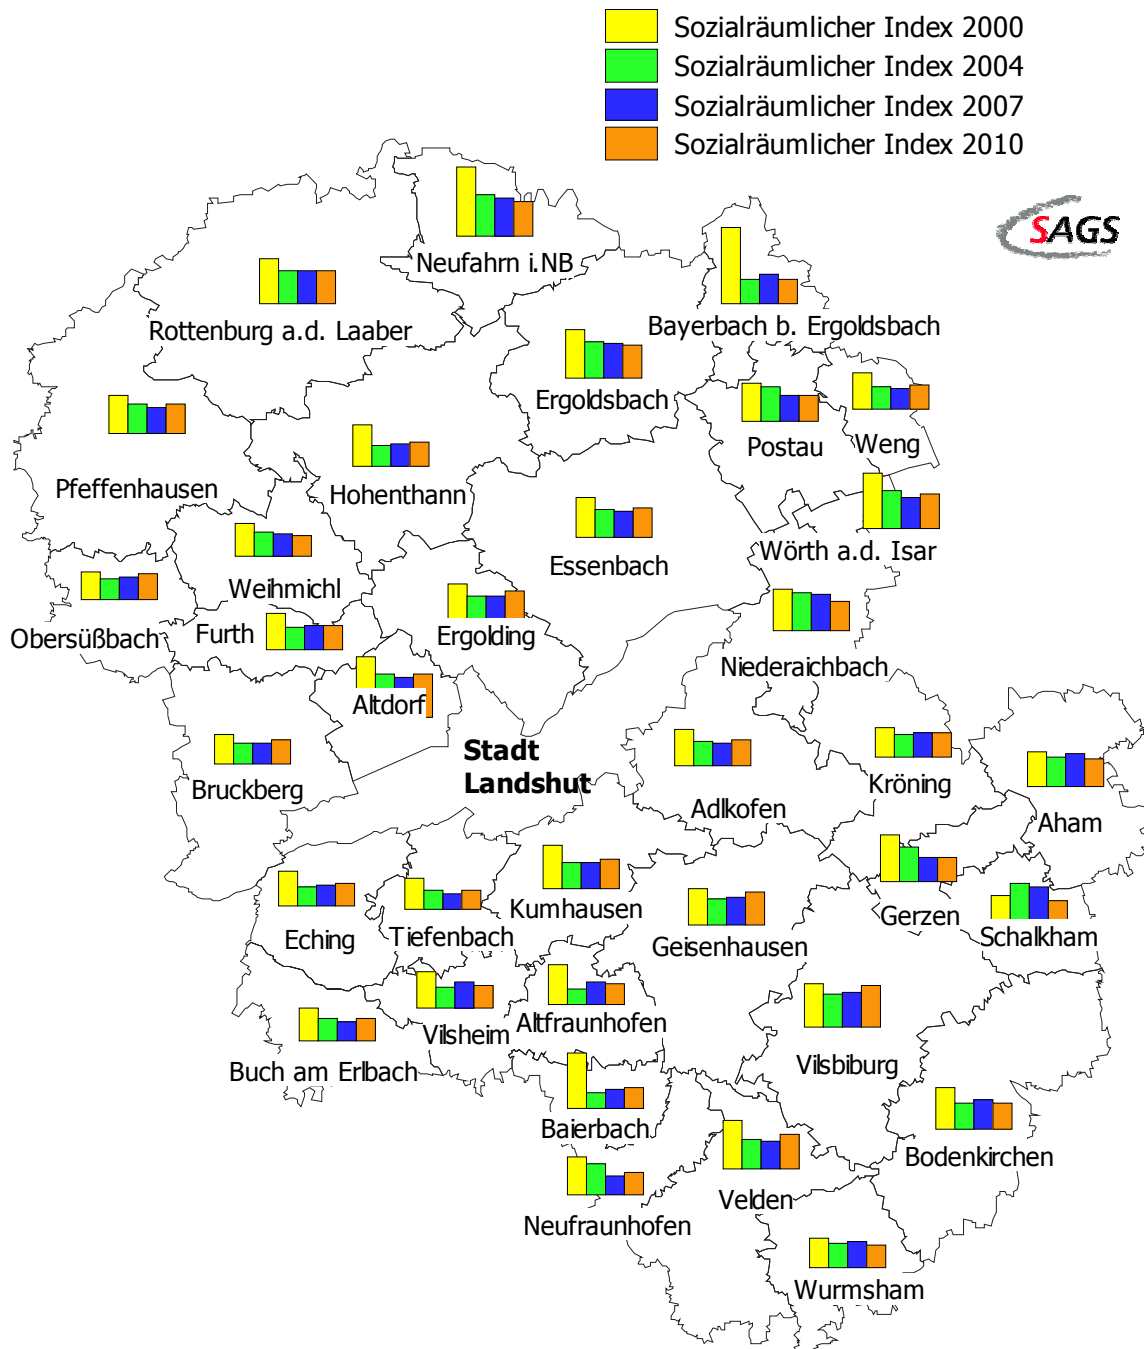 Sozialräumlicher Index 2000
Sozialräumlicher Index 2004
Sozialräumlicher Index 2007
Sozialräumlicher Index 2010
SAGS
Neufahrn i.NB
Rottenburg a.d. Laaber
Bayerbach b. Ergoldsbach
Ergoldsbach
Postau
Weng
Pfeffenhausen
Hohenthann
Wörth a.d. Isar
Essenbach
Weihmichl
Obersüßbach
Furth
Ergolding
Niederaichbach
Altdorf
Stadt
Landshut
Bruckberg
Adlkofen
Kröning
Aham
Kumhausen
Gerzen
Eching
Tiefenbach
Geisenhausen
Schalkham
Vilsheim
Altfraunhofen
Buch am Erlbach
Vilsbiburg
Baierbach
Bodenkirchen
Velden
Neufraunhofen
Wurmsham